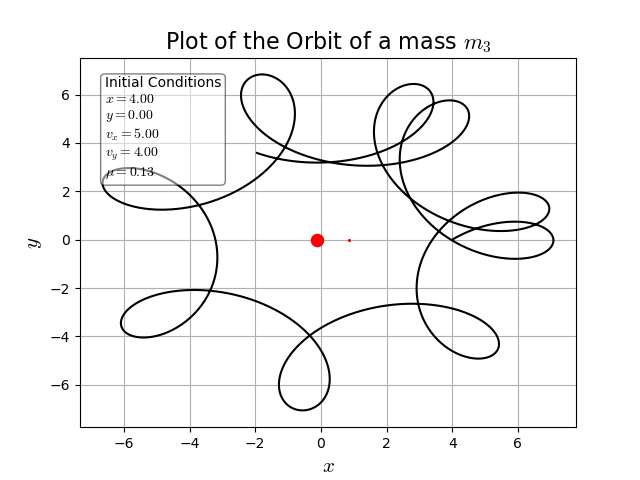 Plot of the Orbit of a mass m₃
Initial Conditions
x = 4.00
y = 0.00
vₓ = 5.00
v_y = 4.00
μ = 0.13
6
4
2
0
−2
−4
−6
y
−6 −4 −2 0 2 4 6
x